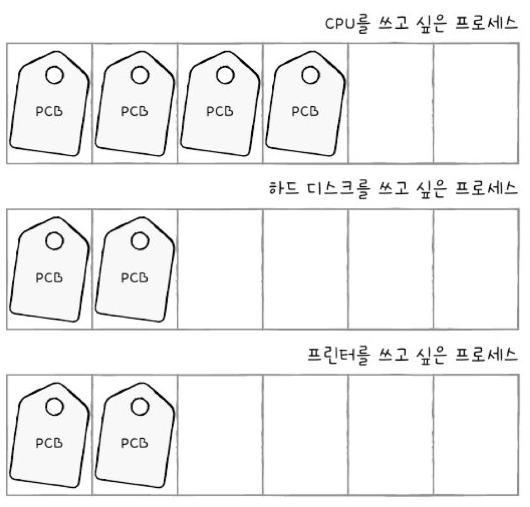 CPU를 쓰고 싶은 프로세스
PCB PCB PCB PCB
하드 디스크를 쓰고 싶은 프로세스
PCB PCB
프린터를 쓰고 싶은 프로세스
PCB PCB